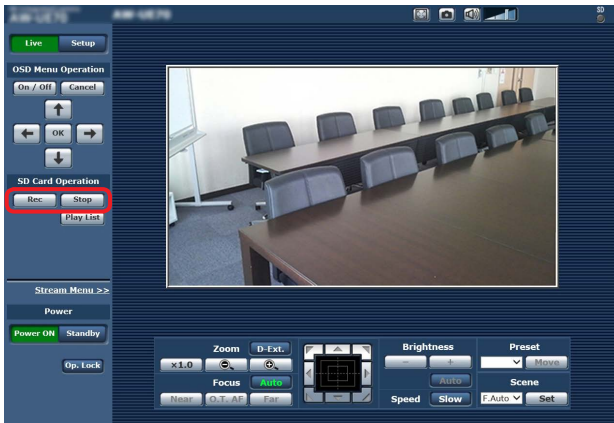 SD
Live Setup
OSD Menu Operation
On / Off Cancel
OK
SD Card Operation
Rec Stop
Play List
Stream Menu >>
Power
Power ON Standby
Op. Lock
Zoom D-Ext.
×1.0
Focus Auto
Near O.T. AF Far
Brightness
- +
Auto
Speed Slow
Preset
Move
Scene
F.Auto Set